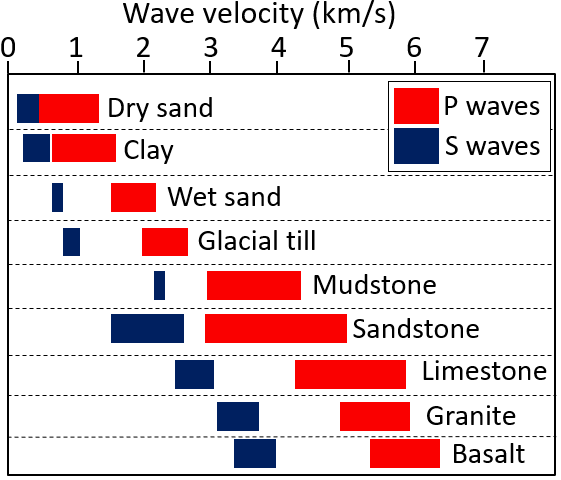 Wave velocity (km/s)
0 1 2 3 4 5 6 7
P waves
S waves
Dry sand
Clay
Wet sand
Glacial till
Mudstone
Sandstone
Limestone
Granite
Basalt